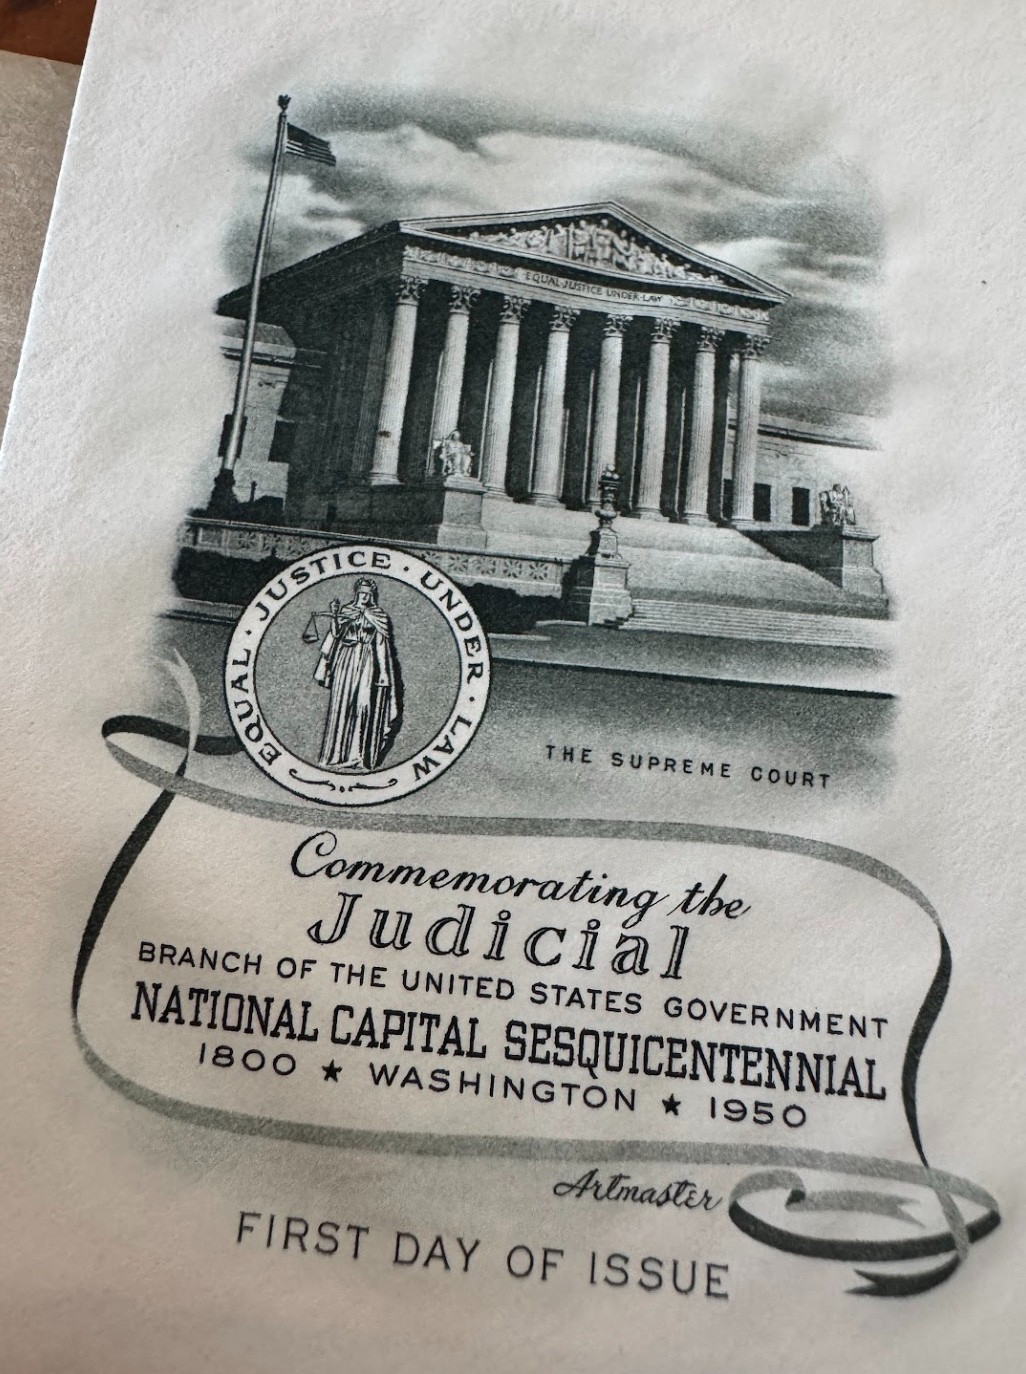 EQUAL JUSTICE UNDER LAW
EQUAL · JUSTICE · UNDER · LAW
THE SUPREME COURT
Commemorating the
Judicial
BRANCH OF THE UNITED STATES GOVERNMENT
NATIONAL CAPITAL SESQUICENTENNIAL
1800 ★ WASHINGTON ★ 1950
Artmaster
FIRST DAY OF ISSUE